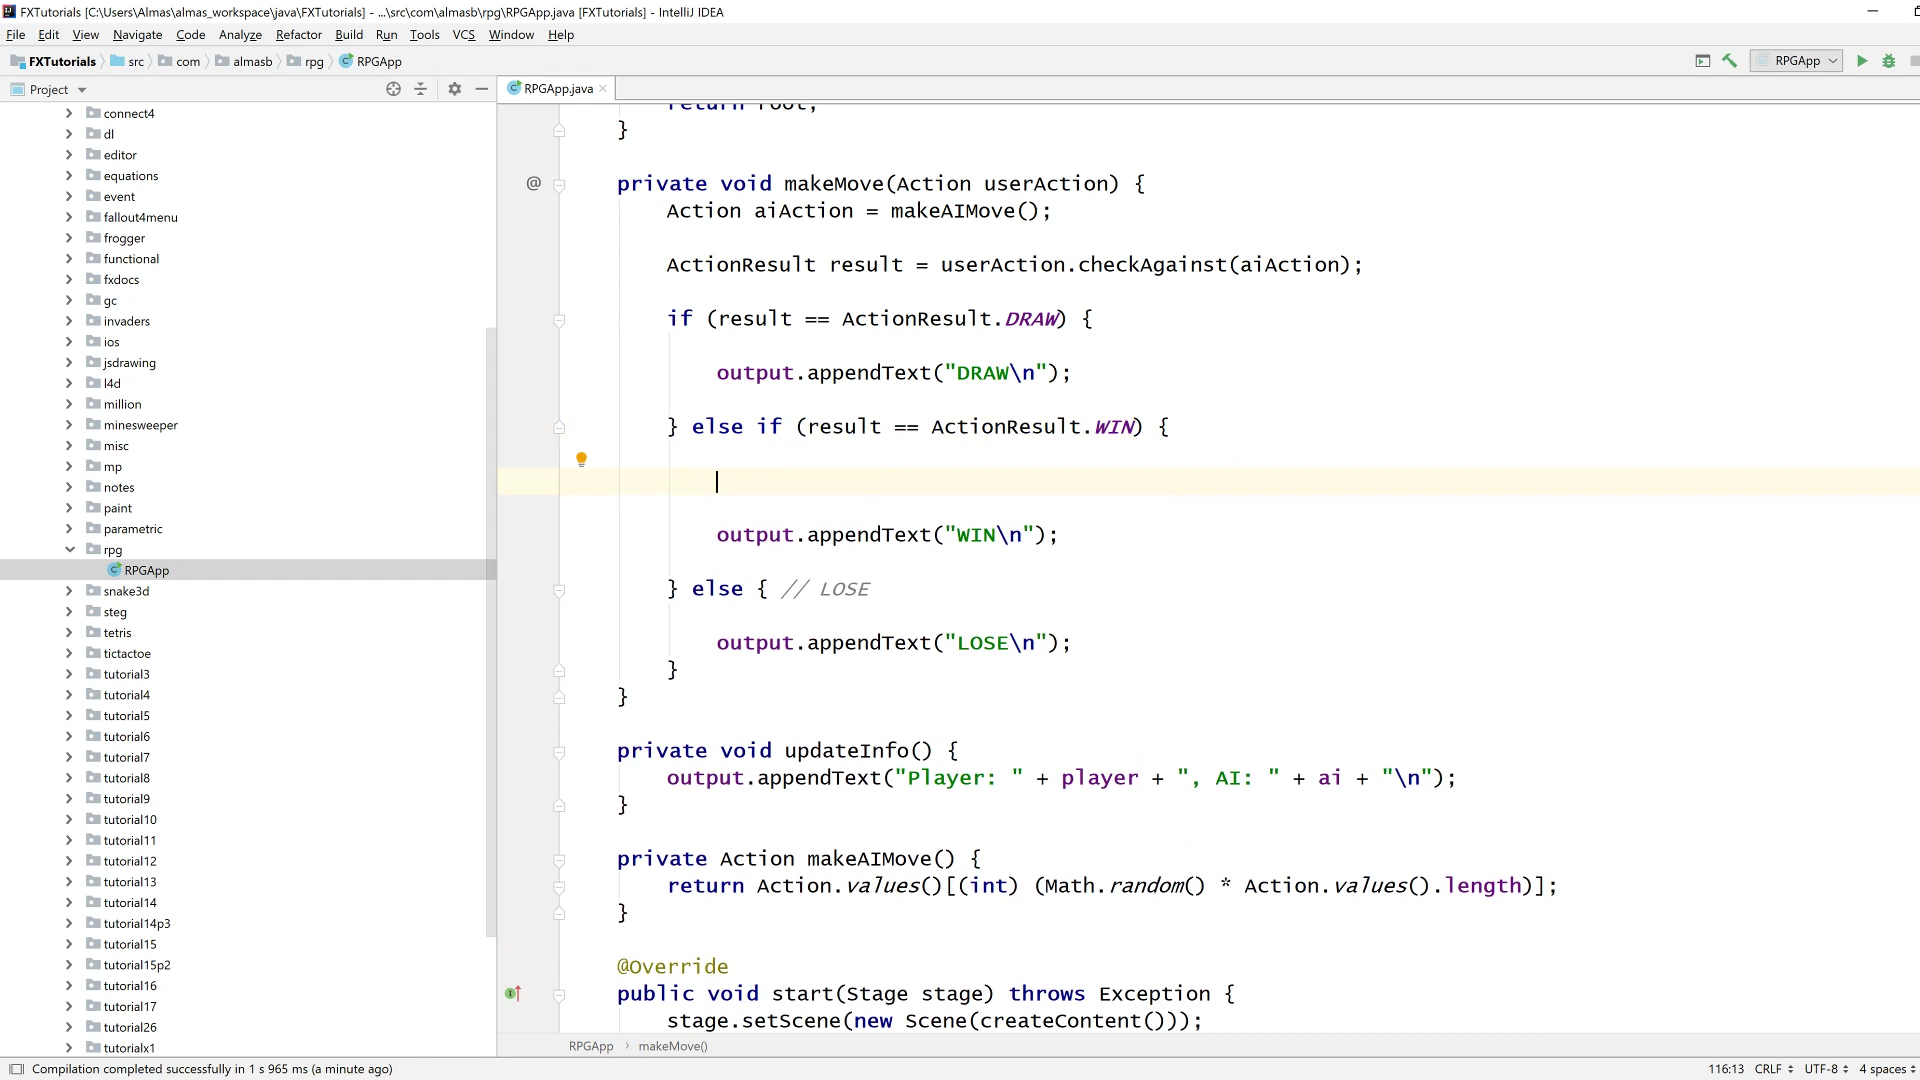 FXTutorials [C:\Users\Almas\almas_workspace\java\FXTutorials] - ...\src\com\almasb\rpg\RPGApp.java [FXTutorials] - IntelliJ IDEA
File Edit View Navigate Code Analyze Refactor Build Run Tools VCS Window Help
FXTutorials src com almasb rpg RPGApp RPGApp
Project RPGApp.java
connect4
dl
editor
equations
event
fallout4menu
frogger
functional
fxdocs
gc
invaders
ios
jsdrawing
l4d
million
minesweeper
misc
mp
notes
paint
parametric
rpg
RPGApp
snake3d
steg
tetris
tictactoe
tutorial3
tutorial4
tutorial5
tutorial6
tutorial7
tutorial8
tutorial9
tutorial10
tutorial11
tutorial12
tutorial13
tutorial14
tutorial14p3
tutorial15
tutorial15p2
tutorial16
tutorial17
tutorial26
tutorialx1
return root;
}
@ private void makeMove(Action userAction) {
Action aiAction = makeAIMove();
ActionResult result = userAction.checkAgainst(aiAction);
if (result == ActionResult.DRAW) {
output.appendText("DRAW\n");
} else if (result == ActionResult.WIN) {
output.appendText("WIN\n");
} else { // LOSE
output.appendText("LOSE\n");
}
}
private void updateInfo() {
output.appendText("Player: " + player + ", AI: " + ai + "\n");
}
private Action makeAIMove() {
return Action.values()[(int) (Math.random() * Action.values().length)];
}
@Override
public void start(Stage stage) throws Exception {
stage.setScene(new Scene(createContent()));
RPGApp makeMove()
Compilation completed successfully in 1 s 965 ms (a minute ago) 116:13 CRLF UTF-8 4 spaces